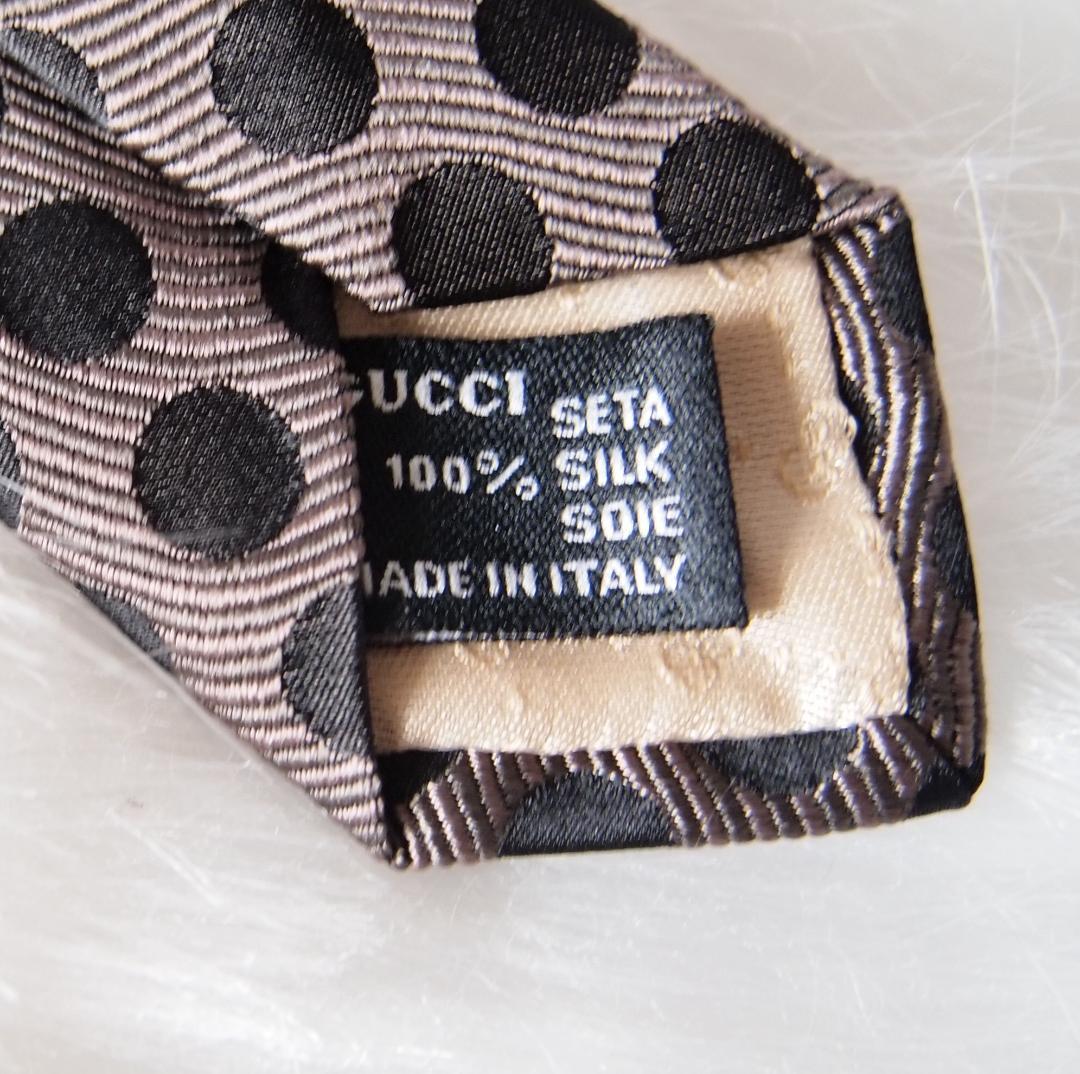 GUCCI
SETA
100% SILK
SOIE
MADE IN ITALY